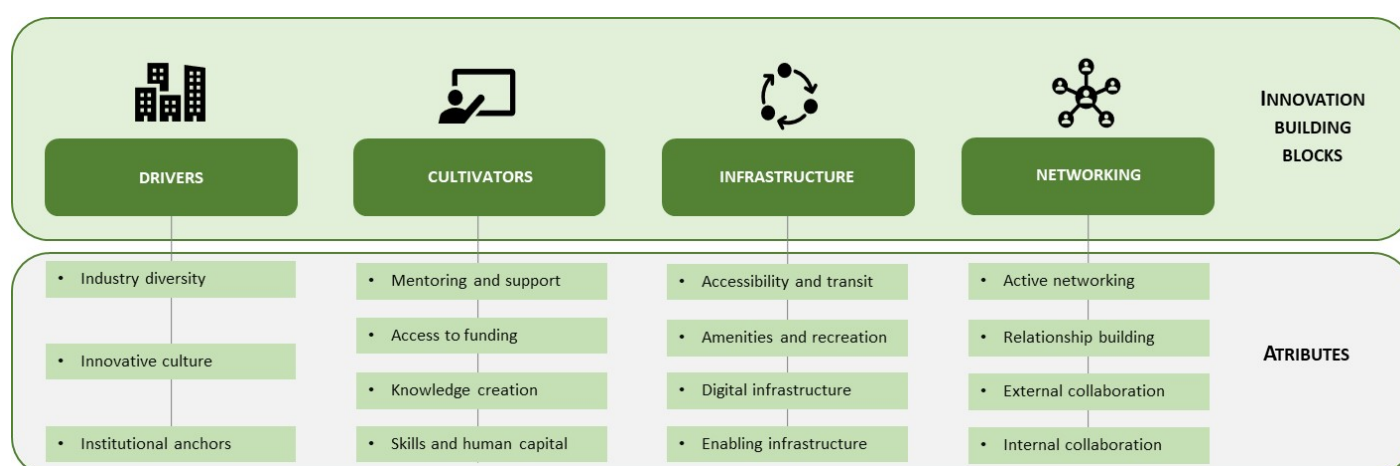 INNOVATION
BUILDING
BLOCKS
DRIVERS
CULTIVATORS
INFRASTRUCTURE
NETWORKING
• Industry diversity
• Innovative culture
• Institutional anchors
• Mentoring and support
• Access to funding
• Knowledge creation
• Skills and human capital
• Accessibility and transit
• Amenities and recreation
• Digital infrastructure
• Enabling infrastructure
• Active networking
• Relationship building
• External collaboration
• Internal collaboration
ATRIBUTES